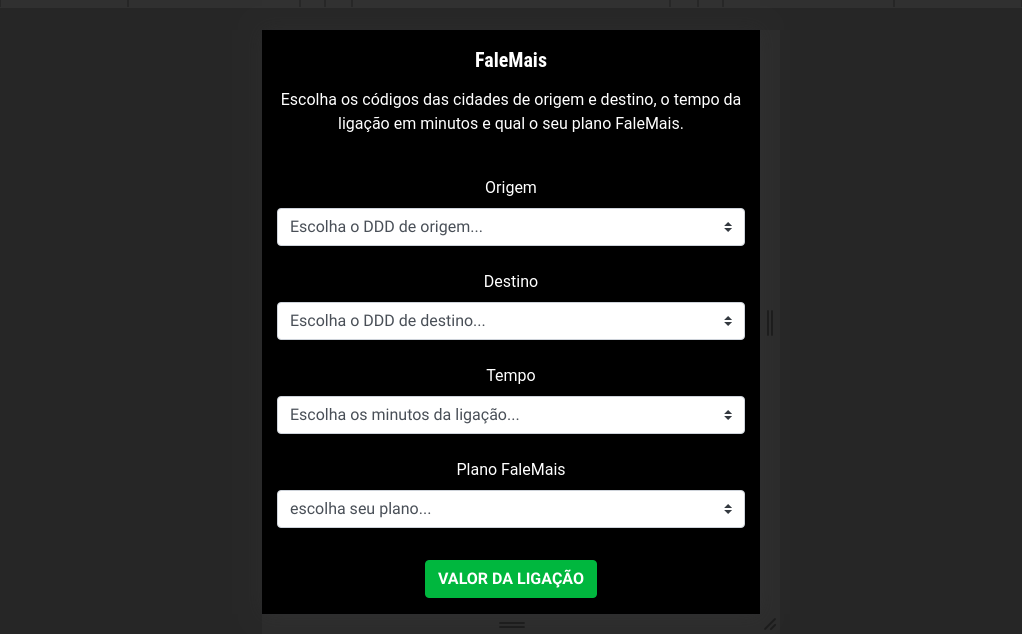 FaleMais
Escolha os códigos das cidades de origem e destino, o tempo da
ligação em minutos e qual o seu plano FaleMais.
Origem
Escolha o DDD de origem...
Destino
Escolha o DDD de destino...
Tempo
Escolha os minutos da ligação...
Plano FaleMais
escolha seu plano...
VALOR DA LIGAÇÃO